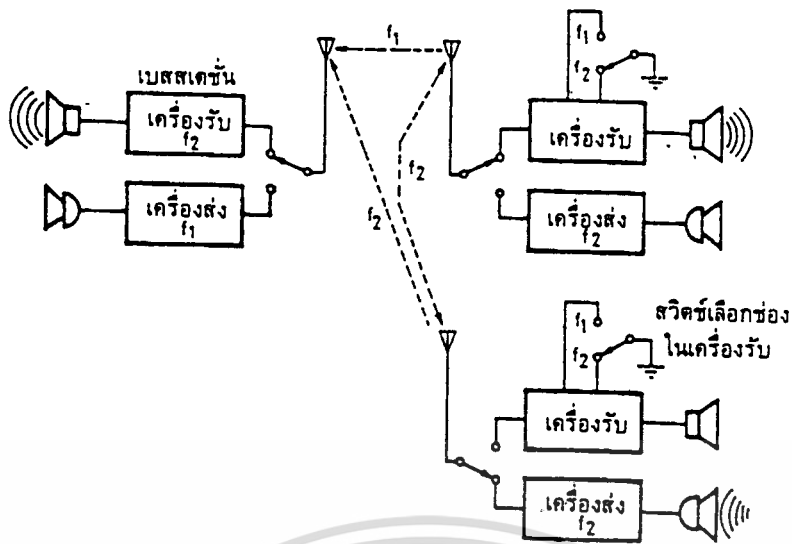 เบสสเตชั่น
เครื่องรับ
f2
เครื่องส่ง
f1
f1
f2
f2
f1
f2
เครื่องรับ
เครื่องส่ง
f2
f1
f2
สวิตซ์เลือกช่อง
ในเครื่องรับ
เครื่องรับ
เครื่องส่ง
f2